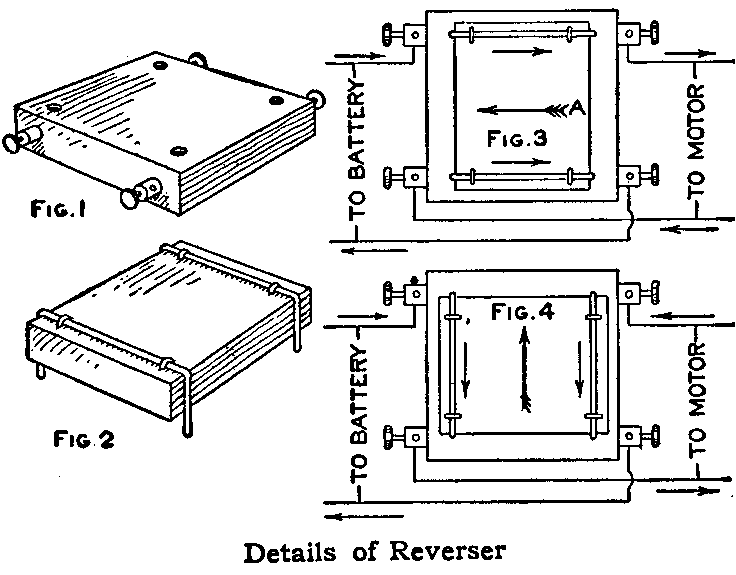 FIG.1
FIG.2
TO BATTERY
A
FIG.3
TO MOTOR
TO BATTERY
FIG.4
TO MOTOR
Details of Reverser